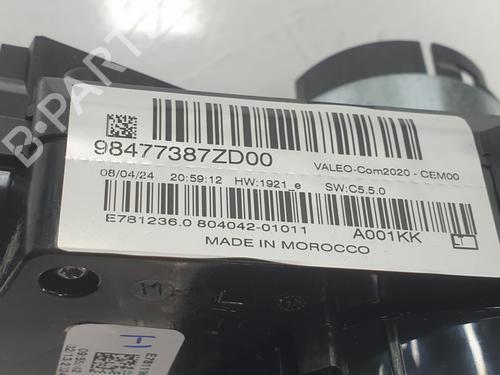 B-PARTS
98477387ZD00
VALEO-Com2020 - CEM00
08/04/24 20:59:12 HW:1921_e SW:C5.5.0
E781236.0 804042-01011 A001KK
MADE IN MOROCCO
H